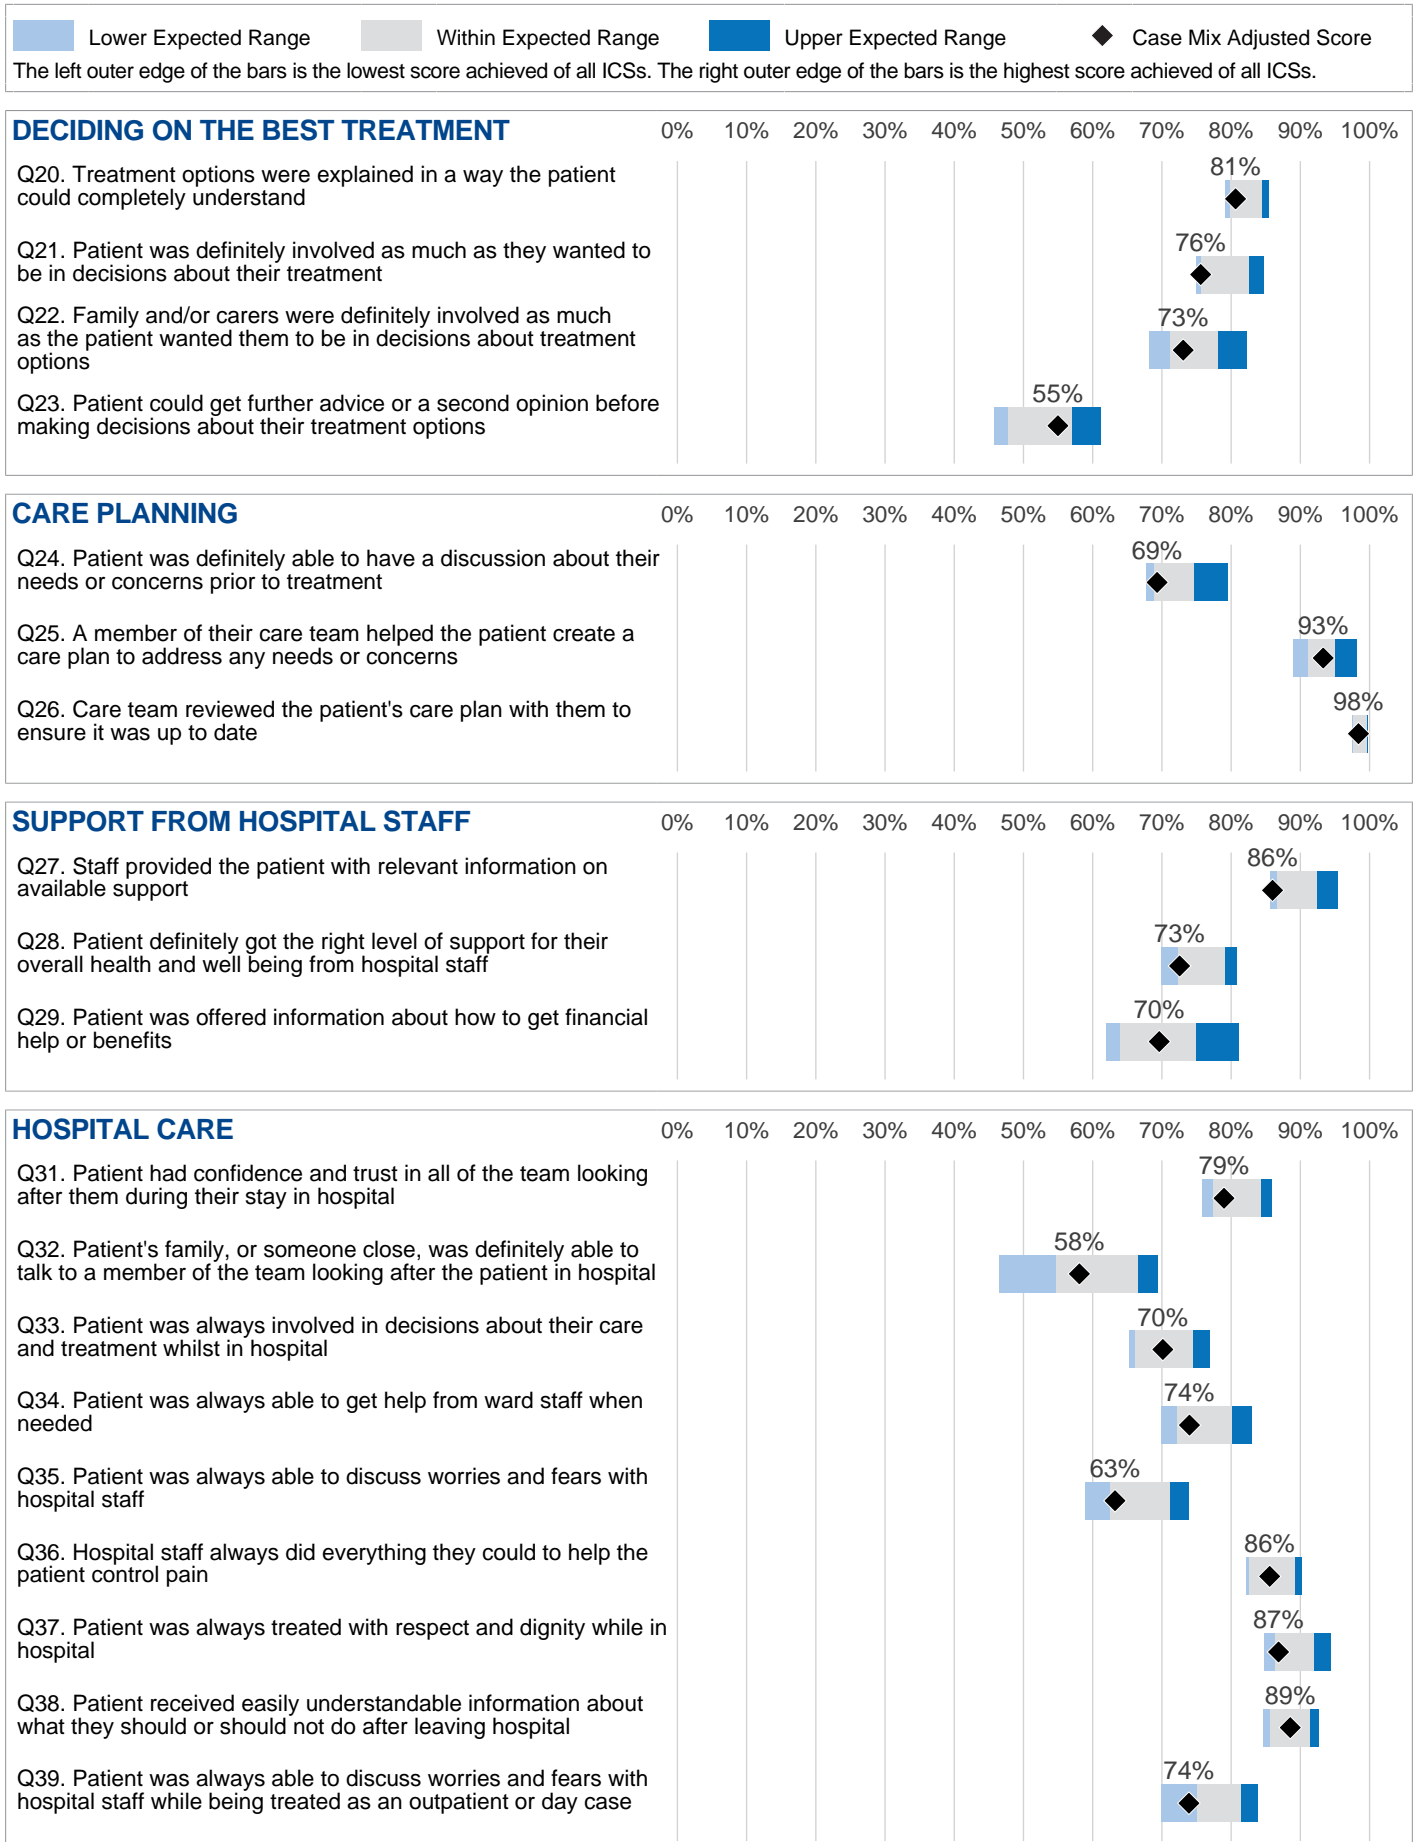 Lower Expected Range Within Expected Range Upper Expected Range Case Mix Adjusted Score
The left outer edge of the bars is the lowest score achieved of all ICSs. The right outer edge of the bars is the highest score achieved of all ICSs.
DECIDING ON THE BEST TREATMENT 0% 10% 20% 30% 40% 50% 60% 70% 80% 90% 100%
81%
Q20. Treatment options were explained in a way the patient
could completely understand
76%
Q21. Patient was definitely involved as much as they wanted to
be in decisions about their treatment
73%
Q22. Family and/or carers were definitely involved as much
as the patient wanted them to be in decisions about treatment
options
55%
Q23. Patient could get further advice or a second opinion before
making decisions about their treatment options
CARE PLANNING 0% 10% 20% 30% 40% 50% 60% 70% 80% 90% 100%
69%
Q24. Patient was definitely able to have a discussion about their
needs or concerns prior to treatment
93%
Q25. A member of their care team helped the patient create a
care plan to address any needs or concerns
98%
Q26. Care team reviewed the patient's care plan with them to
ensure it was up to date
SUPPORT FROM HOSPITAL STAFF 0% 10% 20% 30% 40% 50% 60% 70% 80% 90% 100%
86%
Q27. Staff provided the patient with relevant information on
available support
73%
Q28. Patient definitely got the right level of support for their
overall health and well being from hospital staff
70%
Q29. Patient was offered information about how to get financial
help or benefits
HOSPITAL CARE 0% 10% 20% 30% 40% 50% 60% 70% 80% 90% 100%
79%
Q31. Patient had confidence and trust in all of the team looking
after them during their stay in hospital
58%
Q32. Patient's family, or someone close, was definitely able to
talk to a member of the team looking after the patient in hospital
70%
Q33. Patient was always involved in decisions about their care
and treatment whilst in hospital
74%
Q34. Patient was always able to get help from ward staff when
needed
63%
Q35. Patient was always able to discuss worries and fears with
hospital staff
86%
Q36. Hospital staff always did everything they could to help the
patient control pain
87%
Q37. Patient was always treated with respect and dignity while in
hospital
89%
Q38. Patient received easily understandable information about
what they should or should not do after leaving hospital
74%
Q39. Patient was always able to discuss worries and fears with
hospital staff while being treated as an outpatient or day case